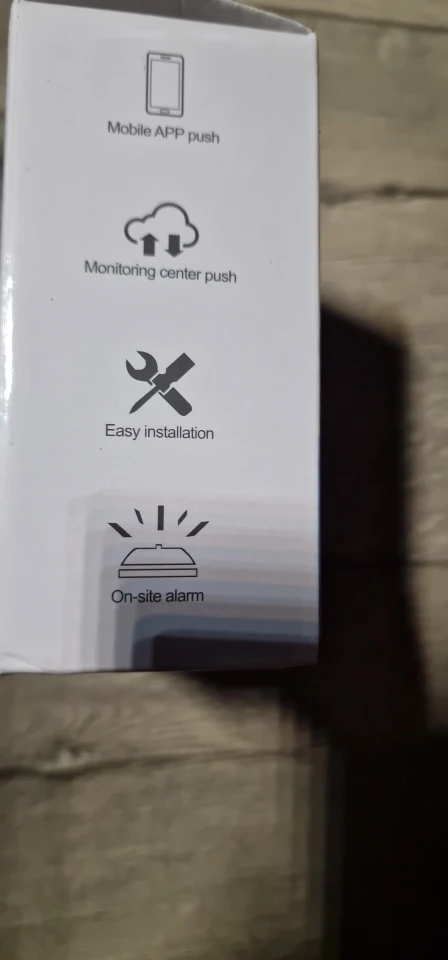 Mobile APP push
Monitoring center push
Easy installation
On-site alarm